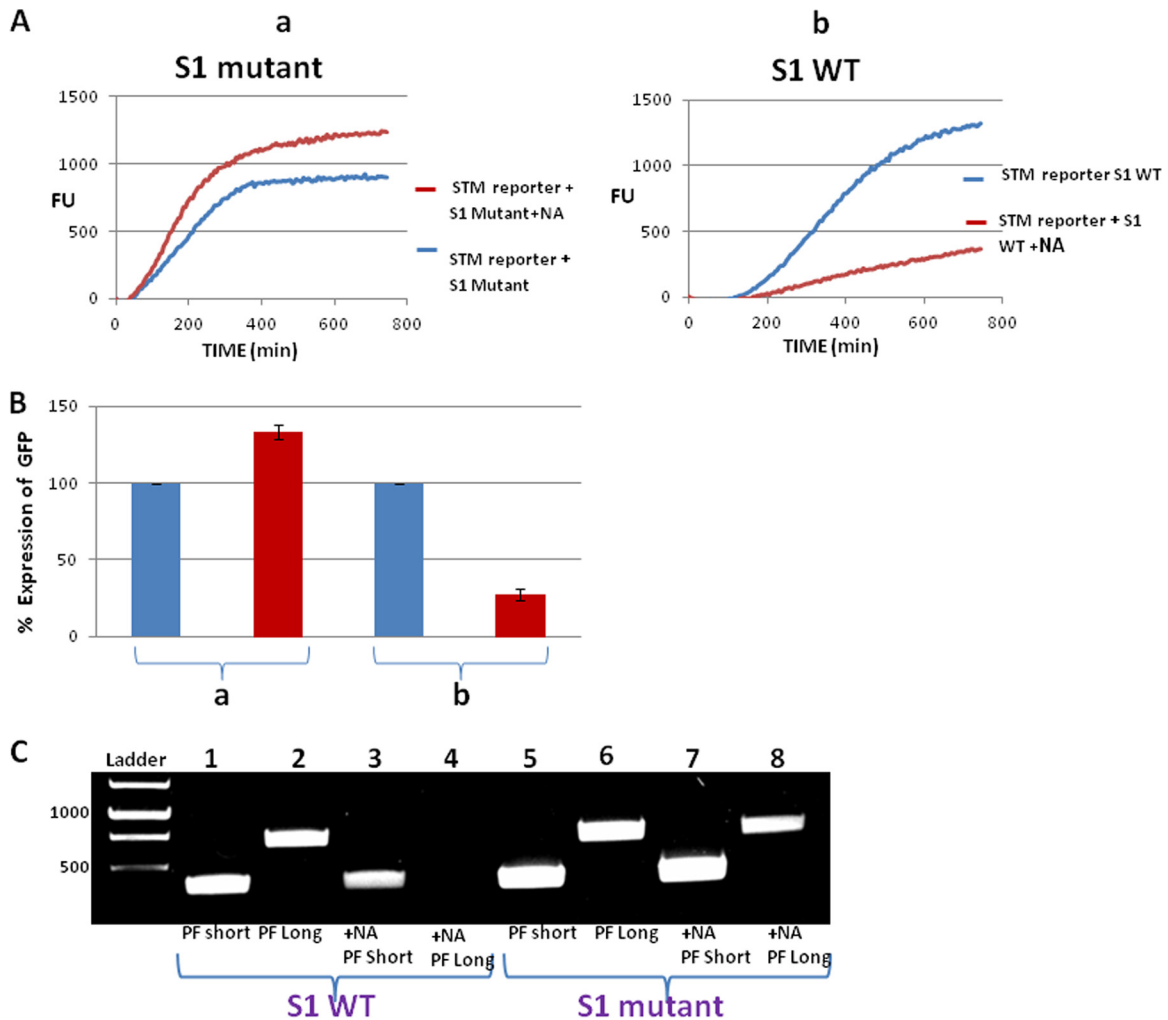 A
a
S1 mutant
1500
1000
FU
500
0
0 200 400 600 800
TIME (min)
STM reporter +
S1 Mutant+NA
STM reporter +
S1 Mutant
b
S1 WT
1500
1000
FU
500
0
0 200 400 600 800
TIME (min)
STM reporter S1 WT
STM reporter + S1
WT +NA
B
% Expression of GFP
150
100
50
0
a
b
C
Ladder 1 2 3 4 5 6 7 8
1000
500
PF short
PF Long
+NA
PF Short
+NA
PF Long
PF short
PF Long
+NA
PF Short
+NA
PF Long
S1 WT
S1 mutant